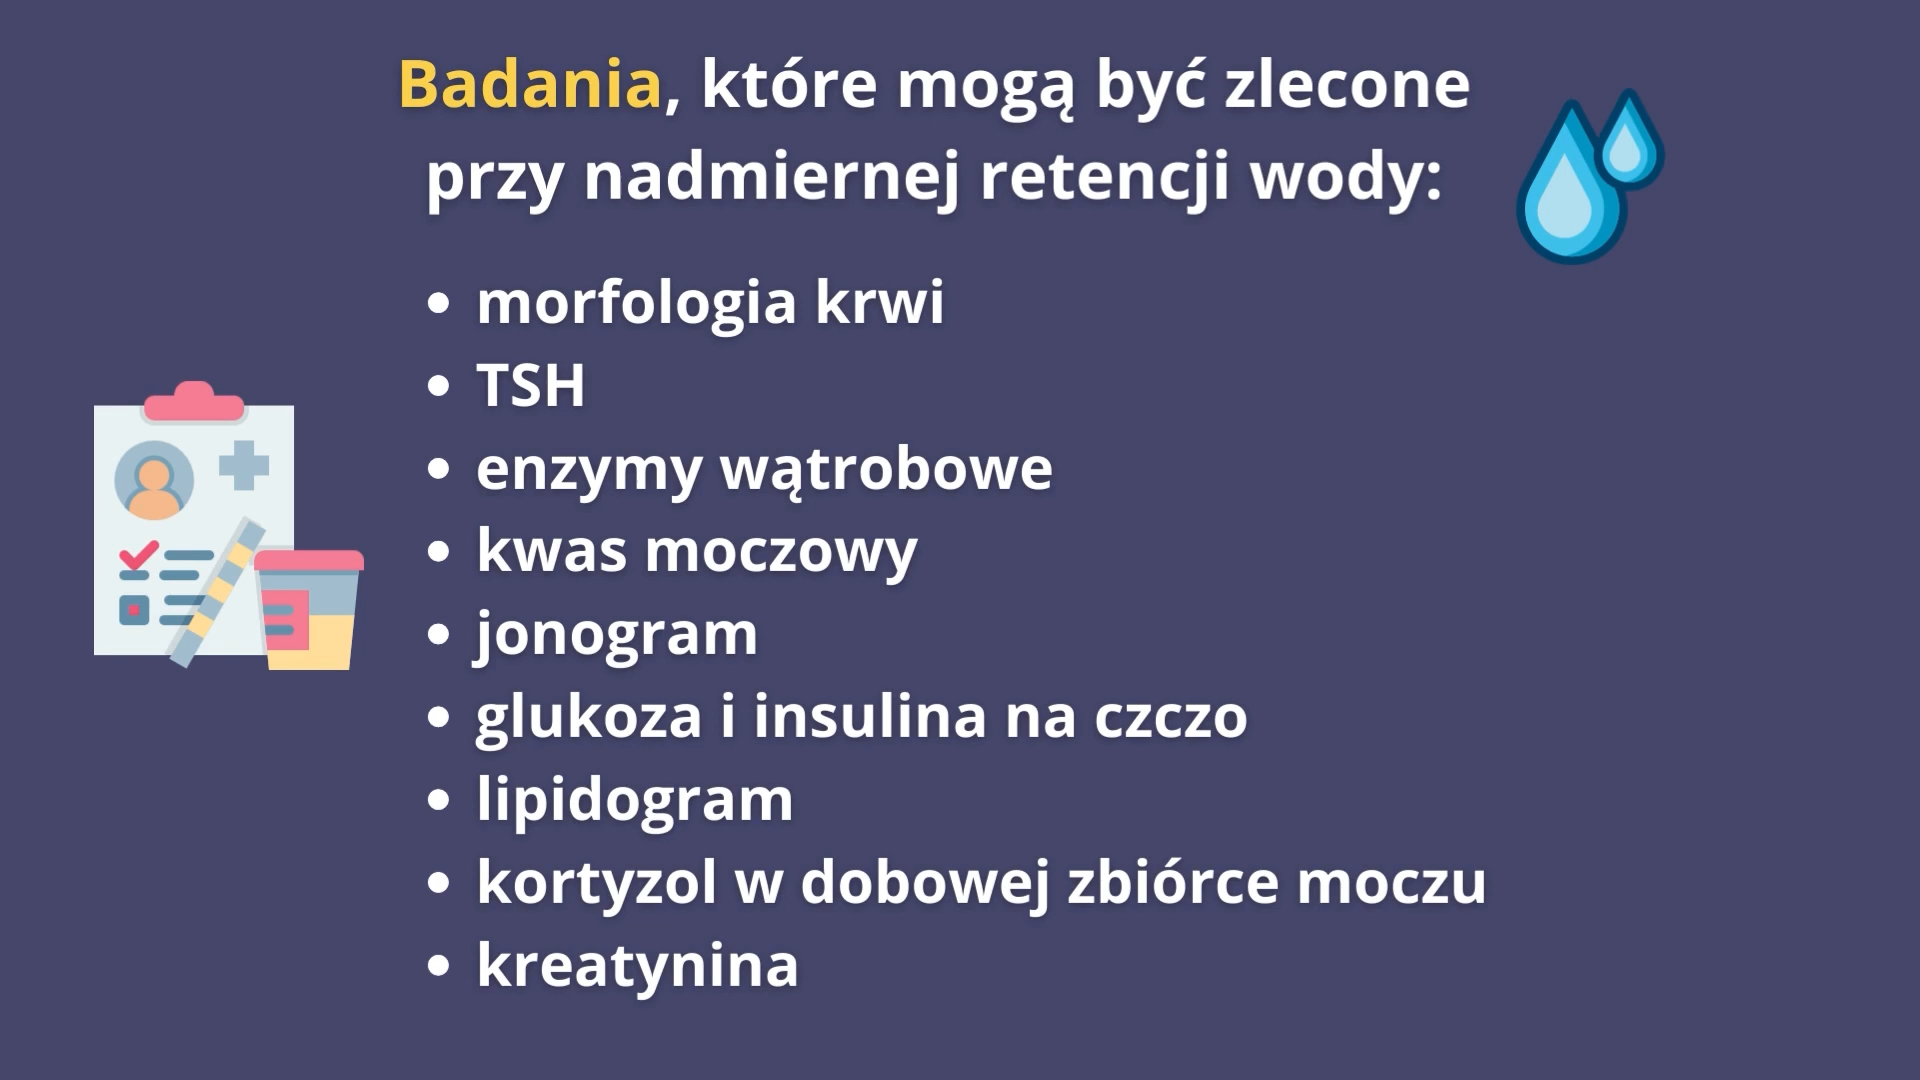 Badania, które mogą być zlecone
przy nadmiernej retencji wody:
• morfologia krwi
• TSH
• enzymy wątrobowe
• kwas moczowy
• jonogram
• glukoza i insulina na czczo
• lipidogram
• kortyzol w dobowej zbiórce moczu
• kreatynina